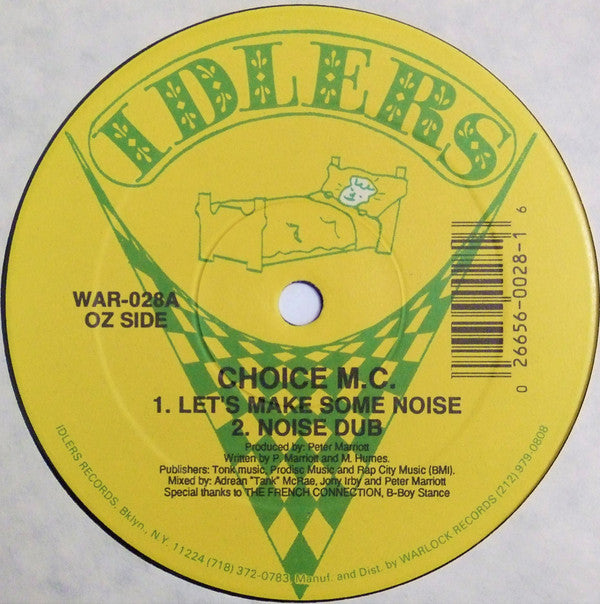 IDLERS
WAR-028A
OZ SIDE
0 26656-0028-1 6
CHOICE M.C.
1. LET'S MAKE SOME NOISE
2. NOISE DUB
Produced by: Peter Marriott
Written by P. Marriott and M. Humes.
Publishers: Tonk music, Prodisc Music and Rap City Music (BMI).
Mixed by: Adrean "Tank" McRae, Jony Irby and Peter Marriott
Special thanks to THE FRENCH CONNECTION, B-Boy Stance
IDLERS RECORDS, Bklyn., N.Y. 11224 (718) 372-0783 Manuf. and Dist. by WARLOCK RECORDS (212) 979-0808